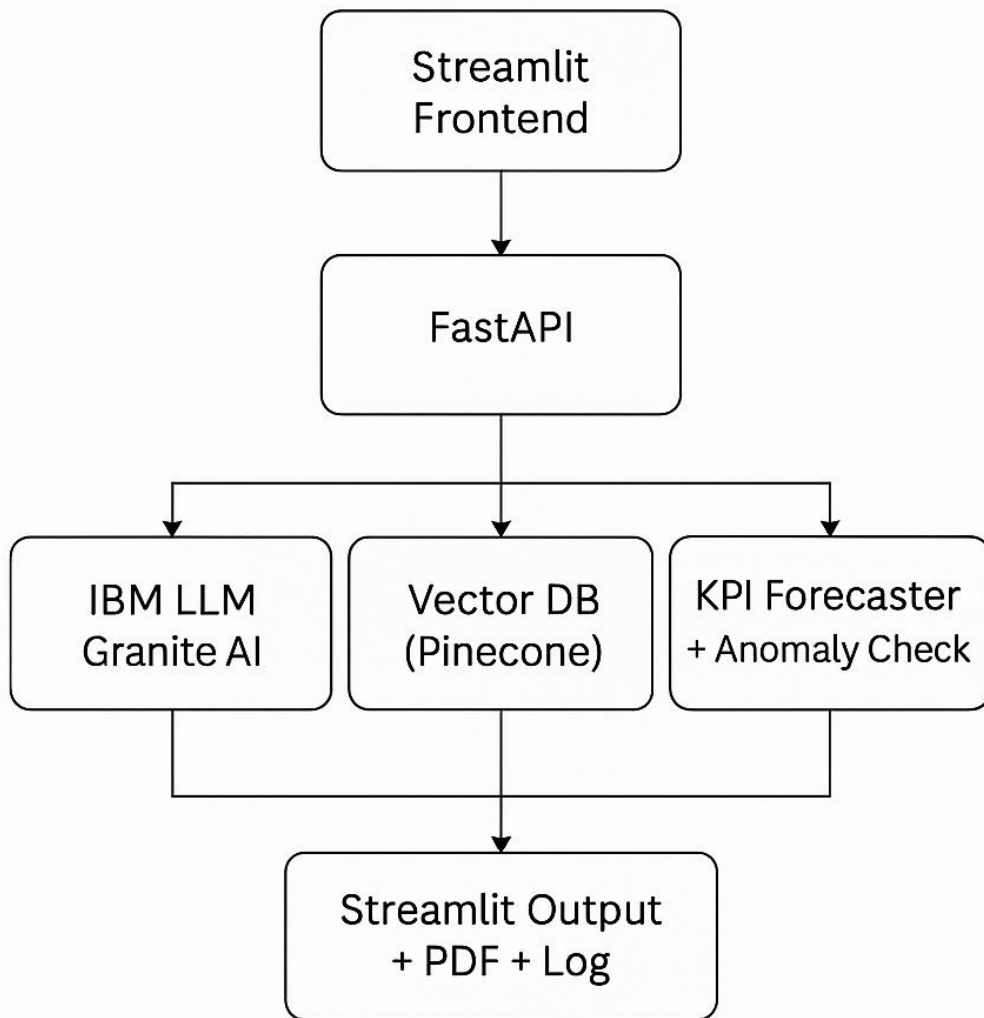 Streamlit
Frontend
FastAPI
IBM LLM
Granite AI
Vector DB
(Pinecone)
KPI Forecaster
+ Anomaly Check
Streamlit Output
+ PDF + Log